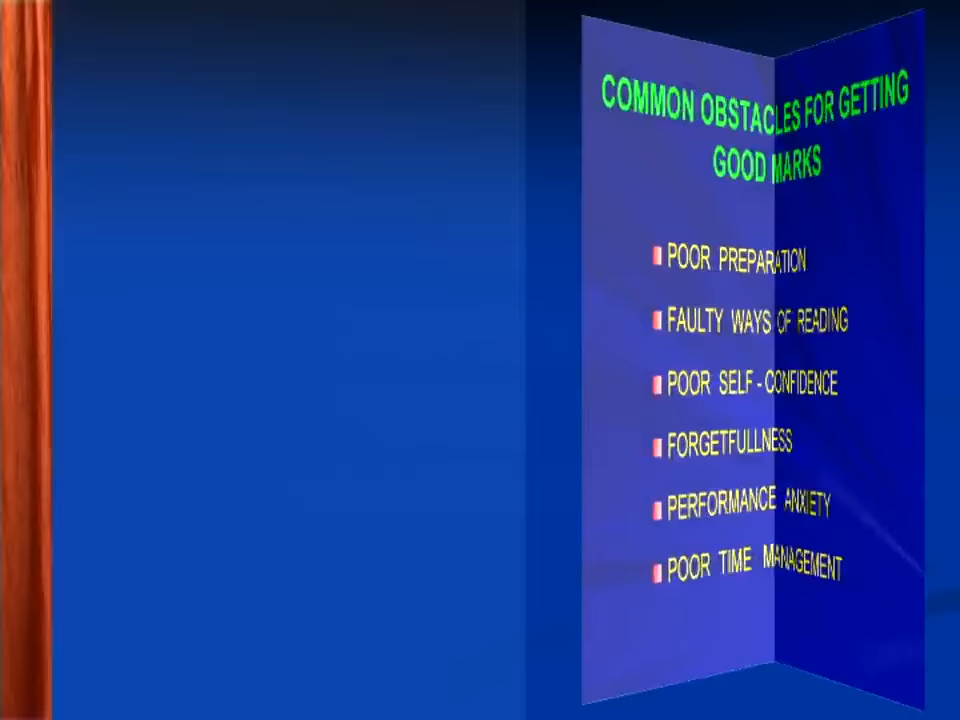 COMMON OBSTACLES FOR GETTING
GOOD MARKS
POOR PREPARATION
FAULTY WAYS OF READING
POOR SELF - CONFIDENCE
FORGETFULLNESS
PERFORMANCE ANXIETY
POOR TIME MANAGEMENT